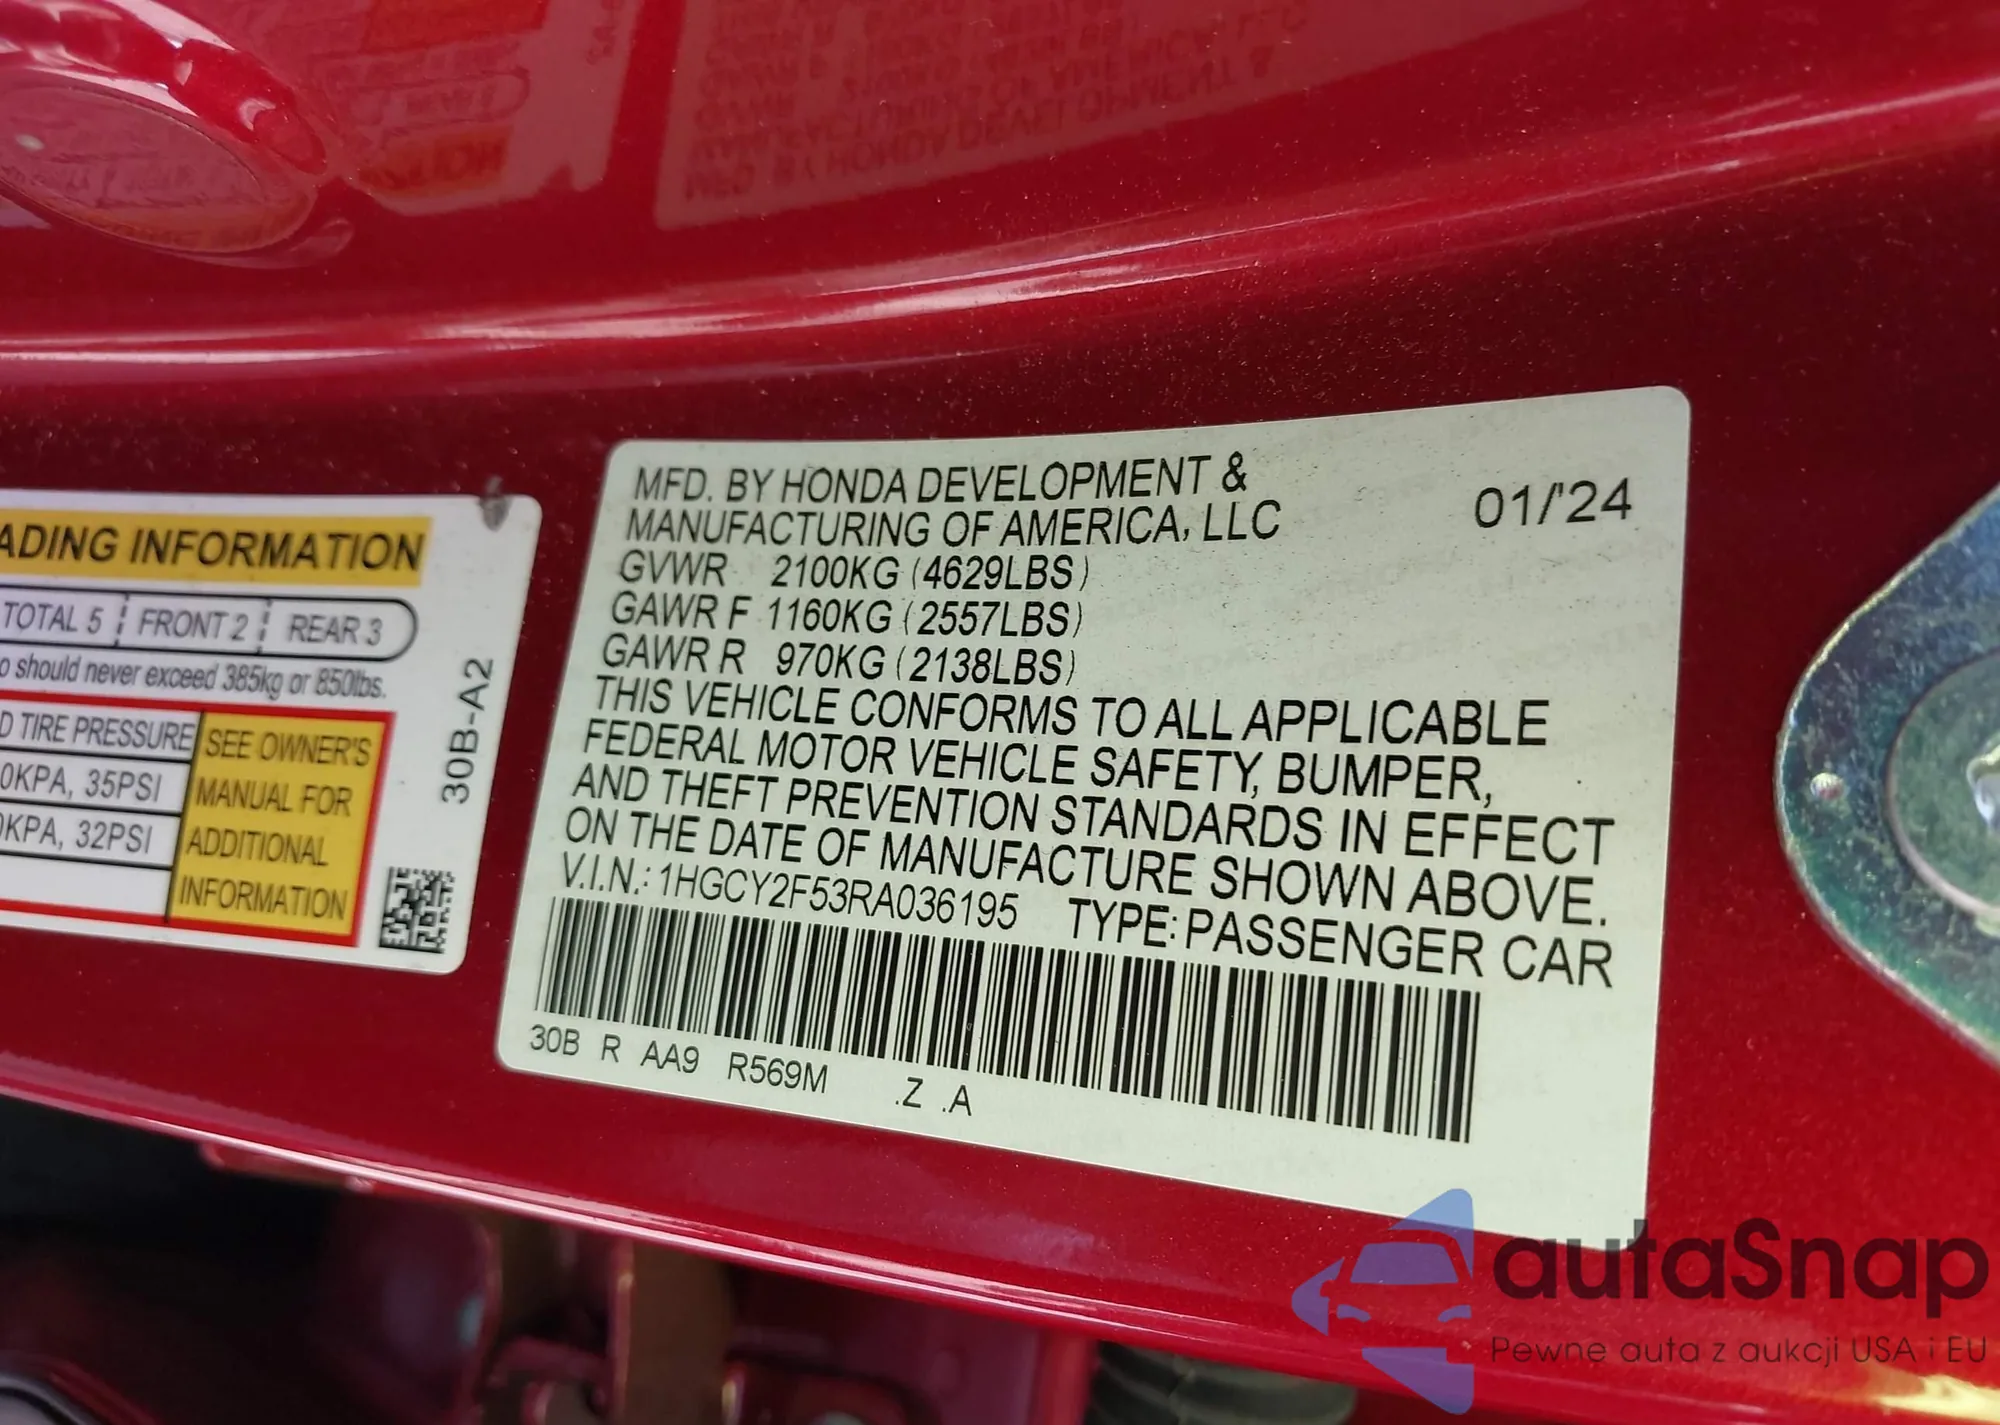 ADING INFORMATION
TOTAL 5 FRONT 2 REAR 3
o should never exceed 385kg or 850lbs.
D TIRE PRESSURE
0KPA, 35PSI
0KPA, 32PSI
SEE OWNER'S
MANUAL FOR
ADDITIONAL
INFORMATION
30B-A2
MFD. BY HONDA DEVELOPMENT &
MANUFACTURING OF AMERICA, LLC
01/'24
GVWR 2100KG (4629LBS)
GAWR F 1160KG (2557LBS)
GAWR R 970KG (2138LBS)
THIS VEHICLE CONFORMS TO ALL APPLICABLE
FEDERAL MOTOR VEHICLE SAFETY, BUMPER,
AND THEFT PREVENTION STANDARDS IN EFFECT
ON THE DATE OF MANUFACTURE SHOWN ABOVE.
V.I.N.: 1HGCY2F53RA036195 TYPE: PASSENGER CAR
30B R AA9 R569M .Z .A
autaSnap
Pewne auta z aukcji USA i EU